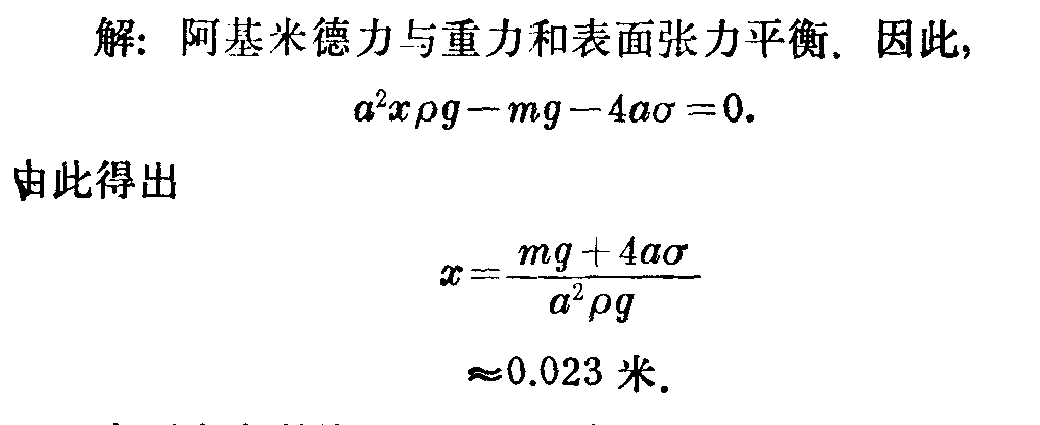 解: 阿基米德力与重力和表面张力平衡. 因此,
a²xρg−mg−4aσ=0.
由此得出
x=\frac{mg+4aσ}{a²ρg}
≈0.023 米.